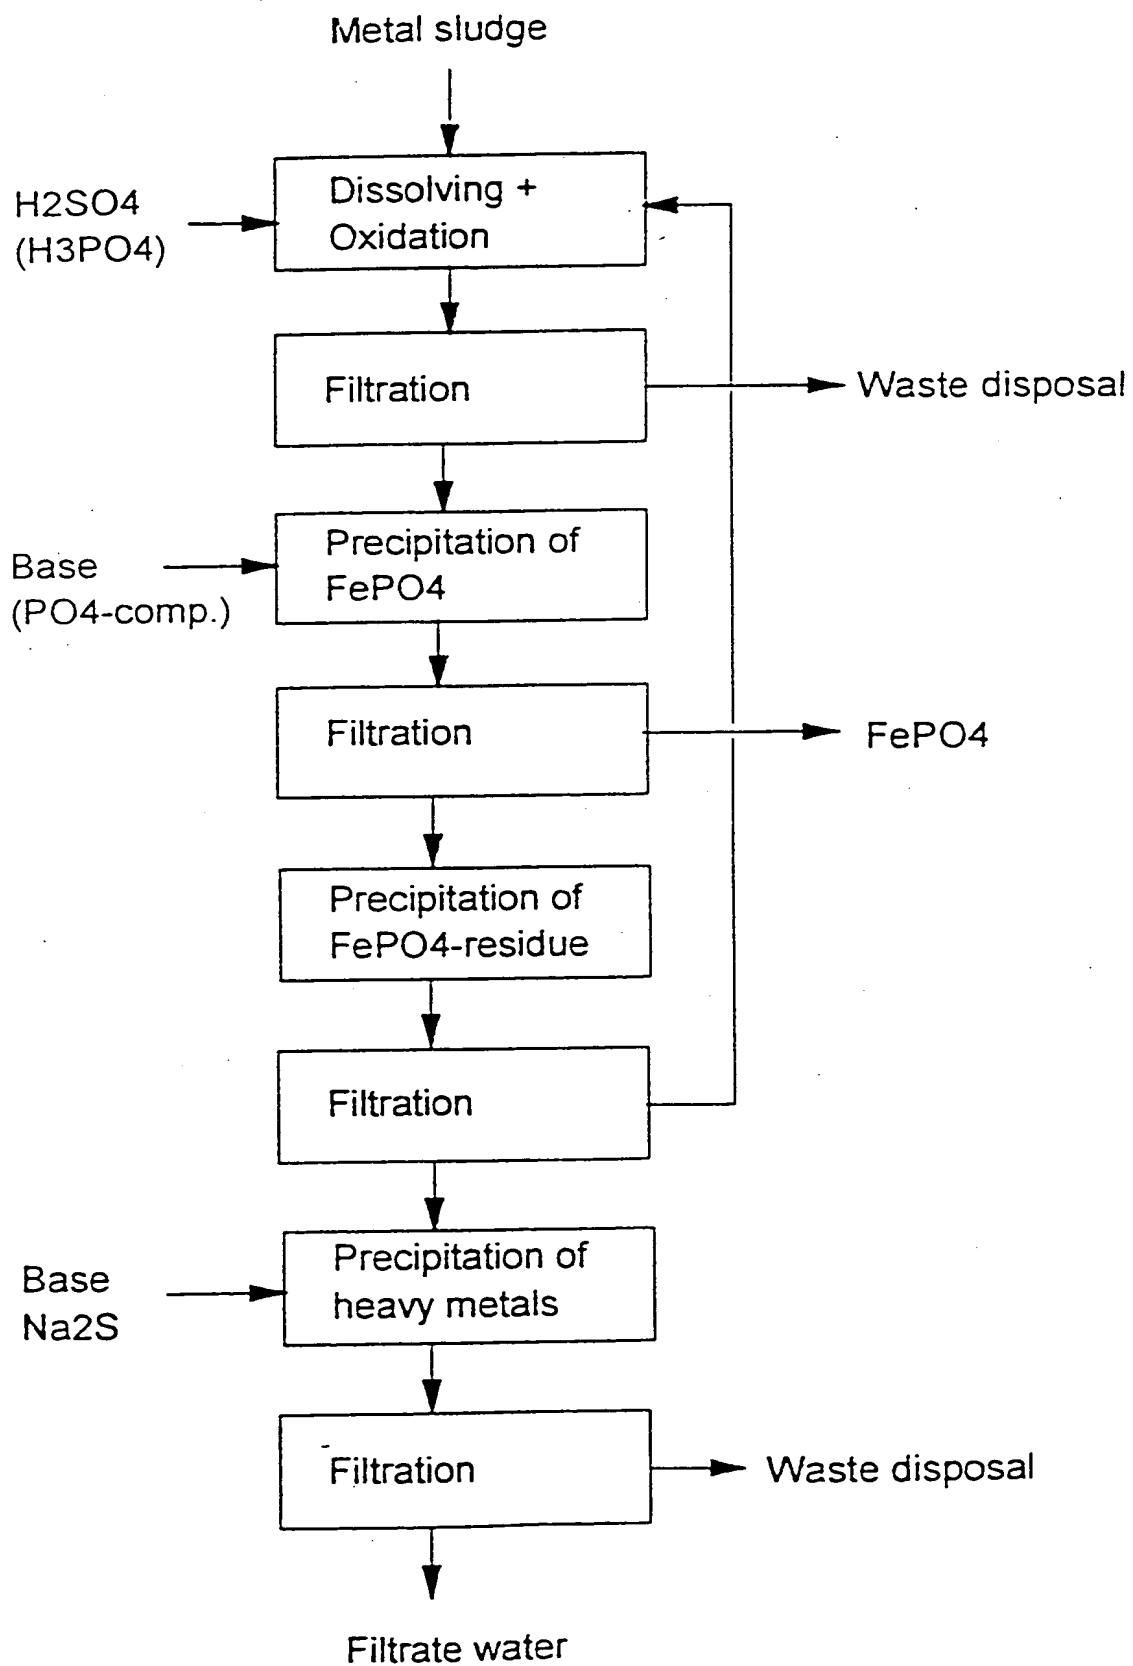 Metal sludge
H2SO4
(H3PO4)
Dissolving +
Oxidation
Filtration
Waste disposal
Base
(PO4-comp.)
Precipitation of
FePO4
Filtration
FePO4
Precipitation of
FePO4-residue
Filtration
Base
Na2S
Precipitation of
heavy metals
Filtration
Waste disposal
Filtrate water